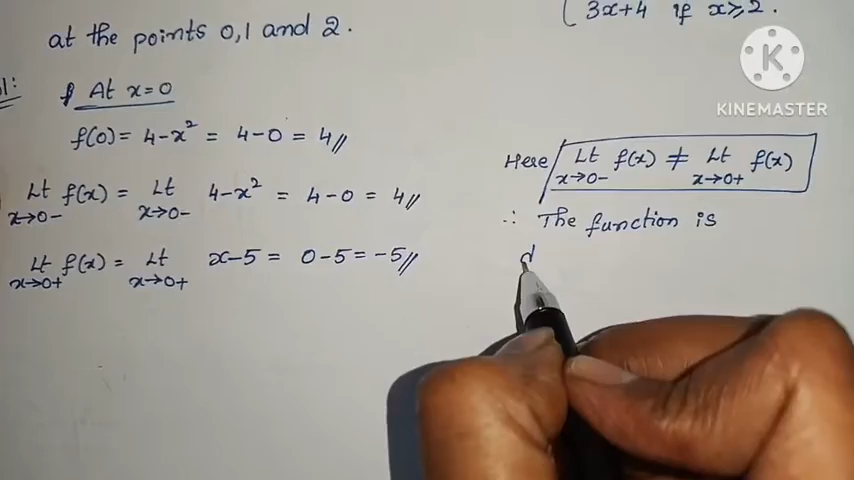 3x+4 if x≥2.
at the points 0,1 and 2.
At x=0
f(0) = 4-x² = 4-0 = 4//
Lt x→0- f(x) = Lt x→0- 4-x² = 4-0 = 4//
Lt x→0+ f(x) = Lt x→0+ x-5 = 0-5 = -5//
Here Lt x→0- f(x) ≠ Lt x→0+ f(x)
∴ The function is
d
KINEMASTER